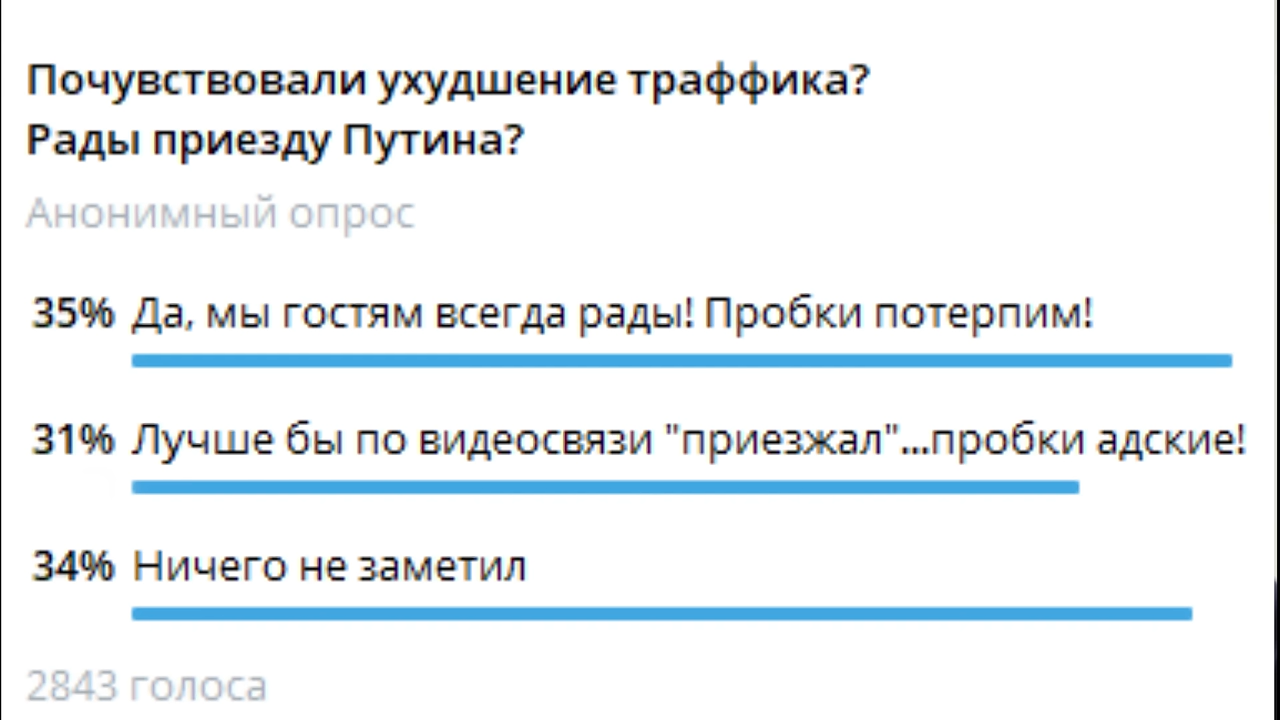 Почувствовали ухудшение траффика?
Рады приезду Путина?
Анонимный опрос
35% Да, мы гостям всегда рады! Пробки потерпим!
31% Лучше бы по видеосвязи "приезжал"...пробки адские!
34% Ничего не заметил
2843 голоса